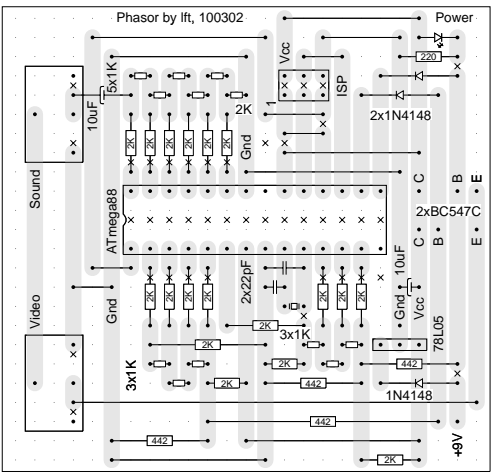 Phasor by lft, 100302
Power
Vcc
5x1K
220
10uF
1
ISP
2K
2x1N4148
2K
2K
2K
2K
2K
2K
Gnd
Sound
C
B
E
ATmega88
2xBC547C
C
B
E
2x22pF
10uF
2K
2K
2K
2K
2K
2K
2K
Gnd
Gnd
Vcc
Video
2K
3x1K
78L05
2K
3x1K
2K
442
2K
442
1N4148
442
442
+9V
2K